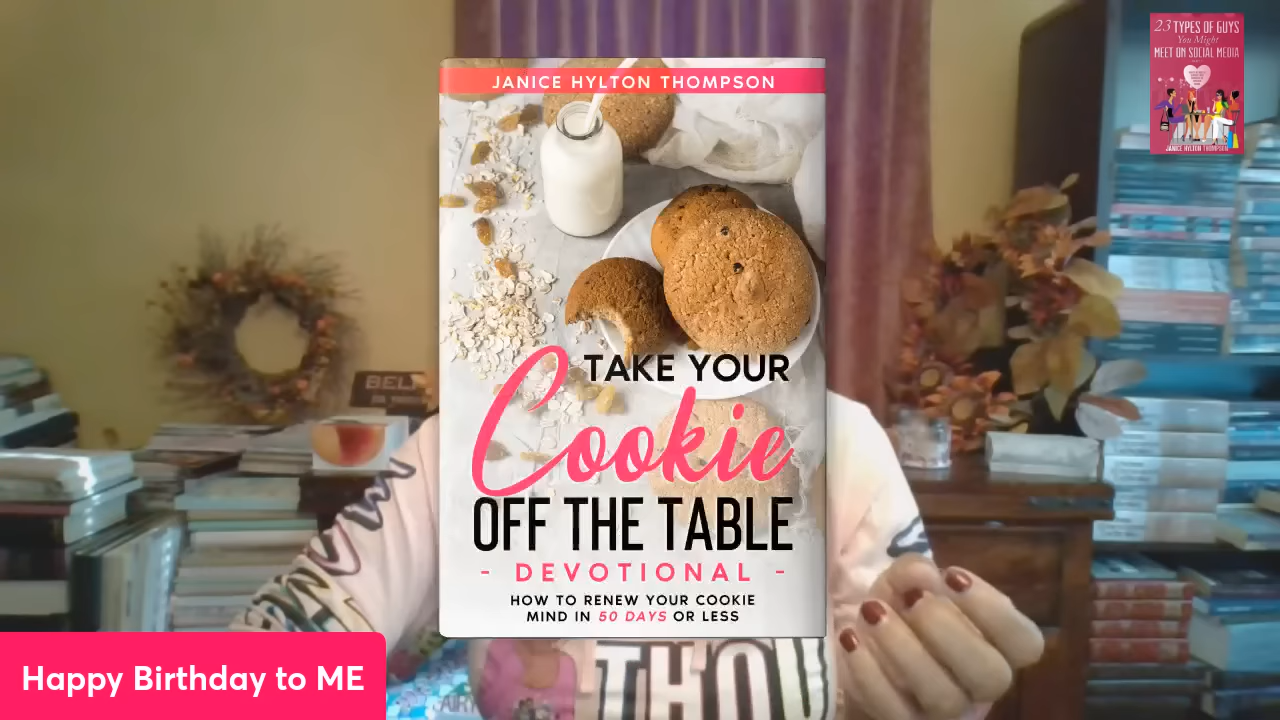 JANICE HYLTON THOMPSON
TAKE YOUR
Cookie
OFF THE TABLE
- DEVOTIONAL -
HOW TO RENEW YOUR COOKIE
MIND IN 50 DAYS OR LESS
23 TYPES OF GUYS
You Might
MEET ON SOCIAL MEDIA
JANICE HYLTON THOMPSON
Happy Birthday to ME
THOU